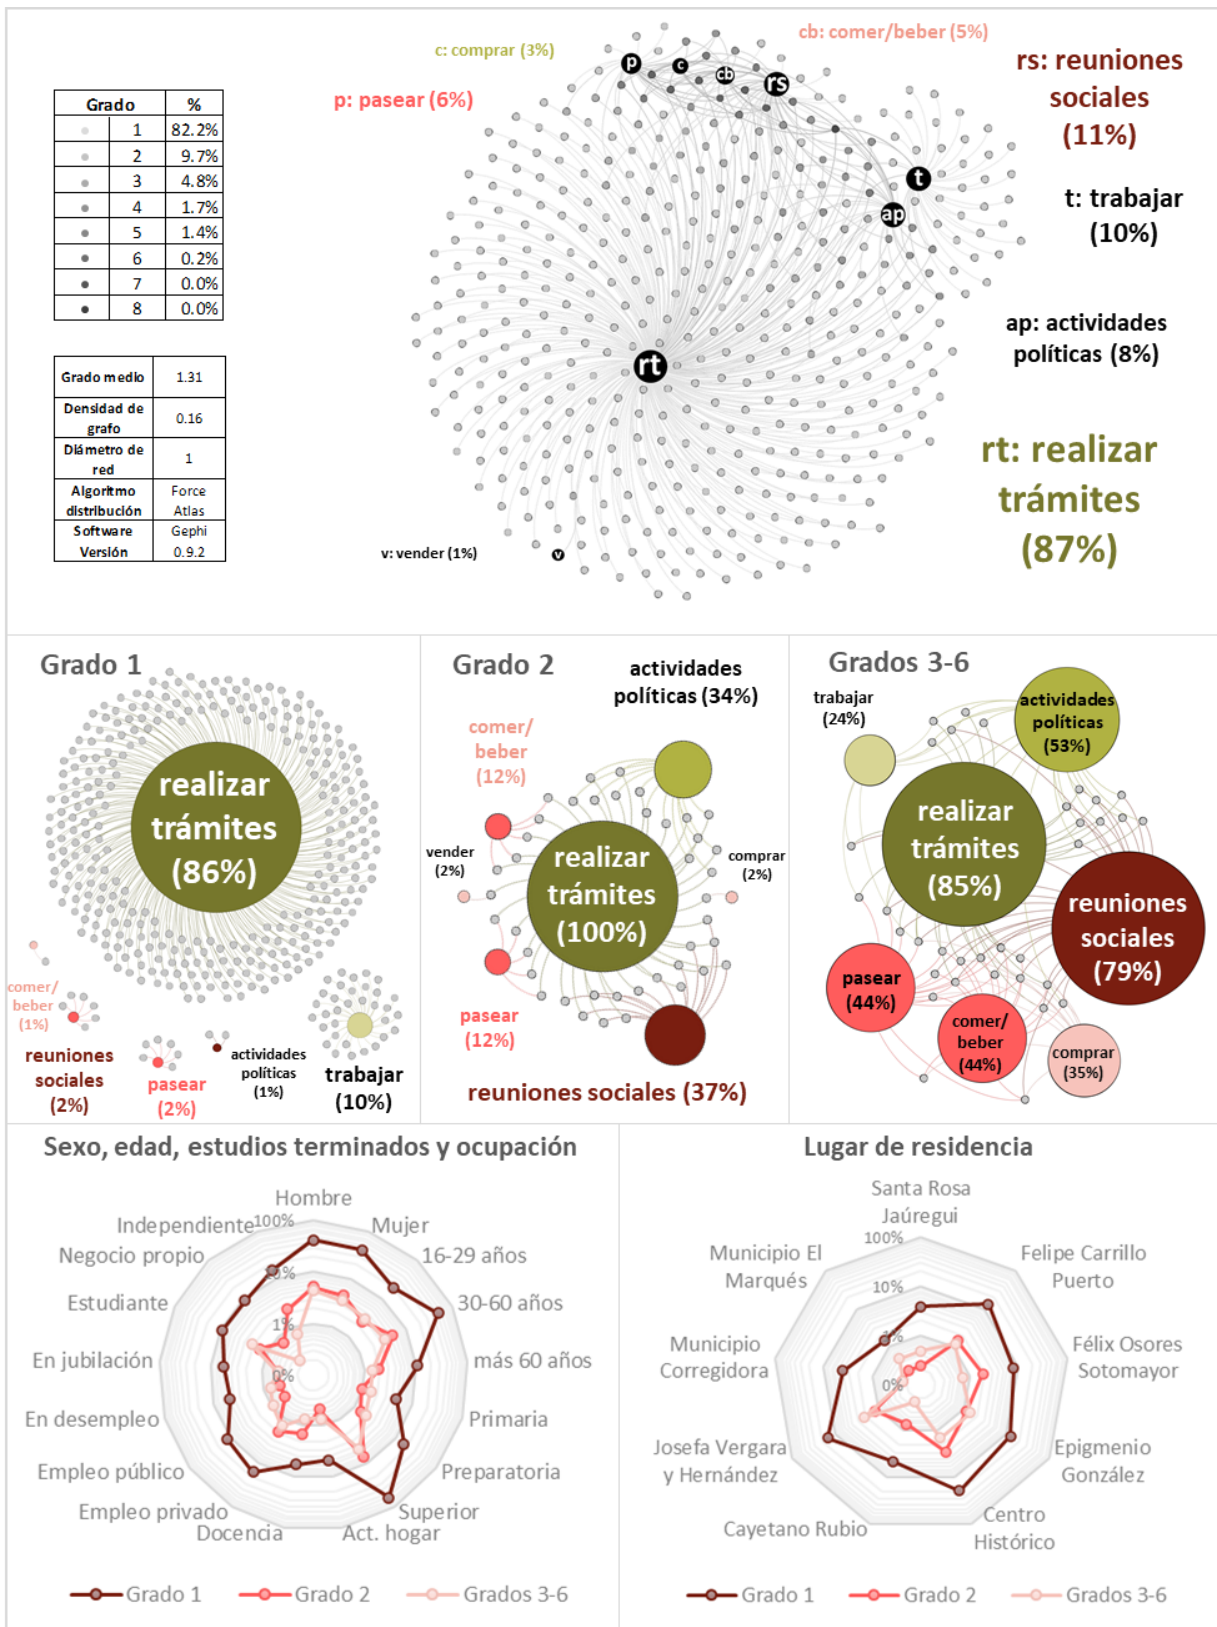 c: comprar (3%)
cb: comer/beber (5%)
p: pasear (6%)
rs: reuniones
sociales
(11%)
t: trabajar
(10%)
ap: actividades
políticas (8%)
rt: realizar
trámites
(87%)
v: vender (1%)
p
c
cb
rs
t
ap
rt
v
Grado %
1 82.2%
2 9.7%
3 4.8%
4 1.7%
5 1.4%
6 0.2%
7 0.0%
8 0.0%
Grado medio 1.31
Densidad de
grafo 0.16
Diámetro de
red 1
Algoritmo Force
distribución Atlas
Software Gephi
Versión 0.9.2
Grado 1
realizar
trámites
(86%)
comer/
beber
(1%)
reuniones
sociales
(2%)
pasear
(2%)
actividades
políticas
(1%)
trabajar
(10%)
Grado 2
actividades
políticas (34%)
comer/
beber
(12%)
vender
(2%)
realizar
trámites
(100%)
comprar
(2%)
pasear
(12%)
reuniones sociales (37%)
Grados 3-6
trabajar
(24%)
actividades
políticas
(53%)
realizar
trámites
(85%)
reuniones
sociales
(79%)
pasear
(44%)
comer/
beber
(44%)
comprar
(35%)
Sexo, edad, estudios terminados y ocupación
Hombre
Mujer
16-29 años
30-60 años
más 60 años
Primaria
Preparatoria
Superior
Act. hogar
Docencia
Empleo privado
Empleo público
En desempleo
En jubilación
Estudiante
Negocio propio
Independiente
100%
10%
1%
0%
Grado 1
Grado 2
Grados 3-6
Lugar de residencia
Santa Rosa
Jaúregui
Felipe Carrillo
Puerto
Félix Osores
Sotomayor
Epigmenio
González
Centro
Histórico
Cayetano Rubio
Josefa Vergara
y Hernández
Municipio
Corregidora
Municipio El
Marqués
100%
10%
1%
0%
Grado 1
Grado 2
Grados 3-6